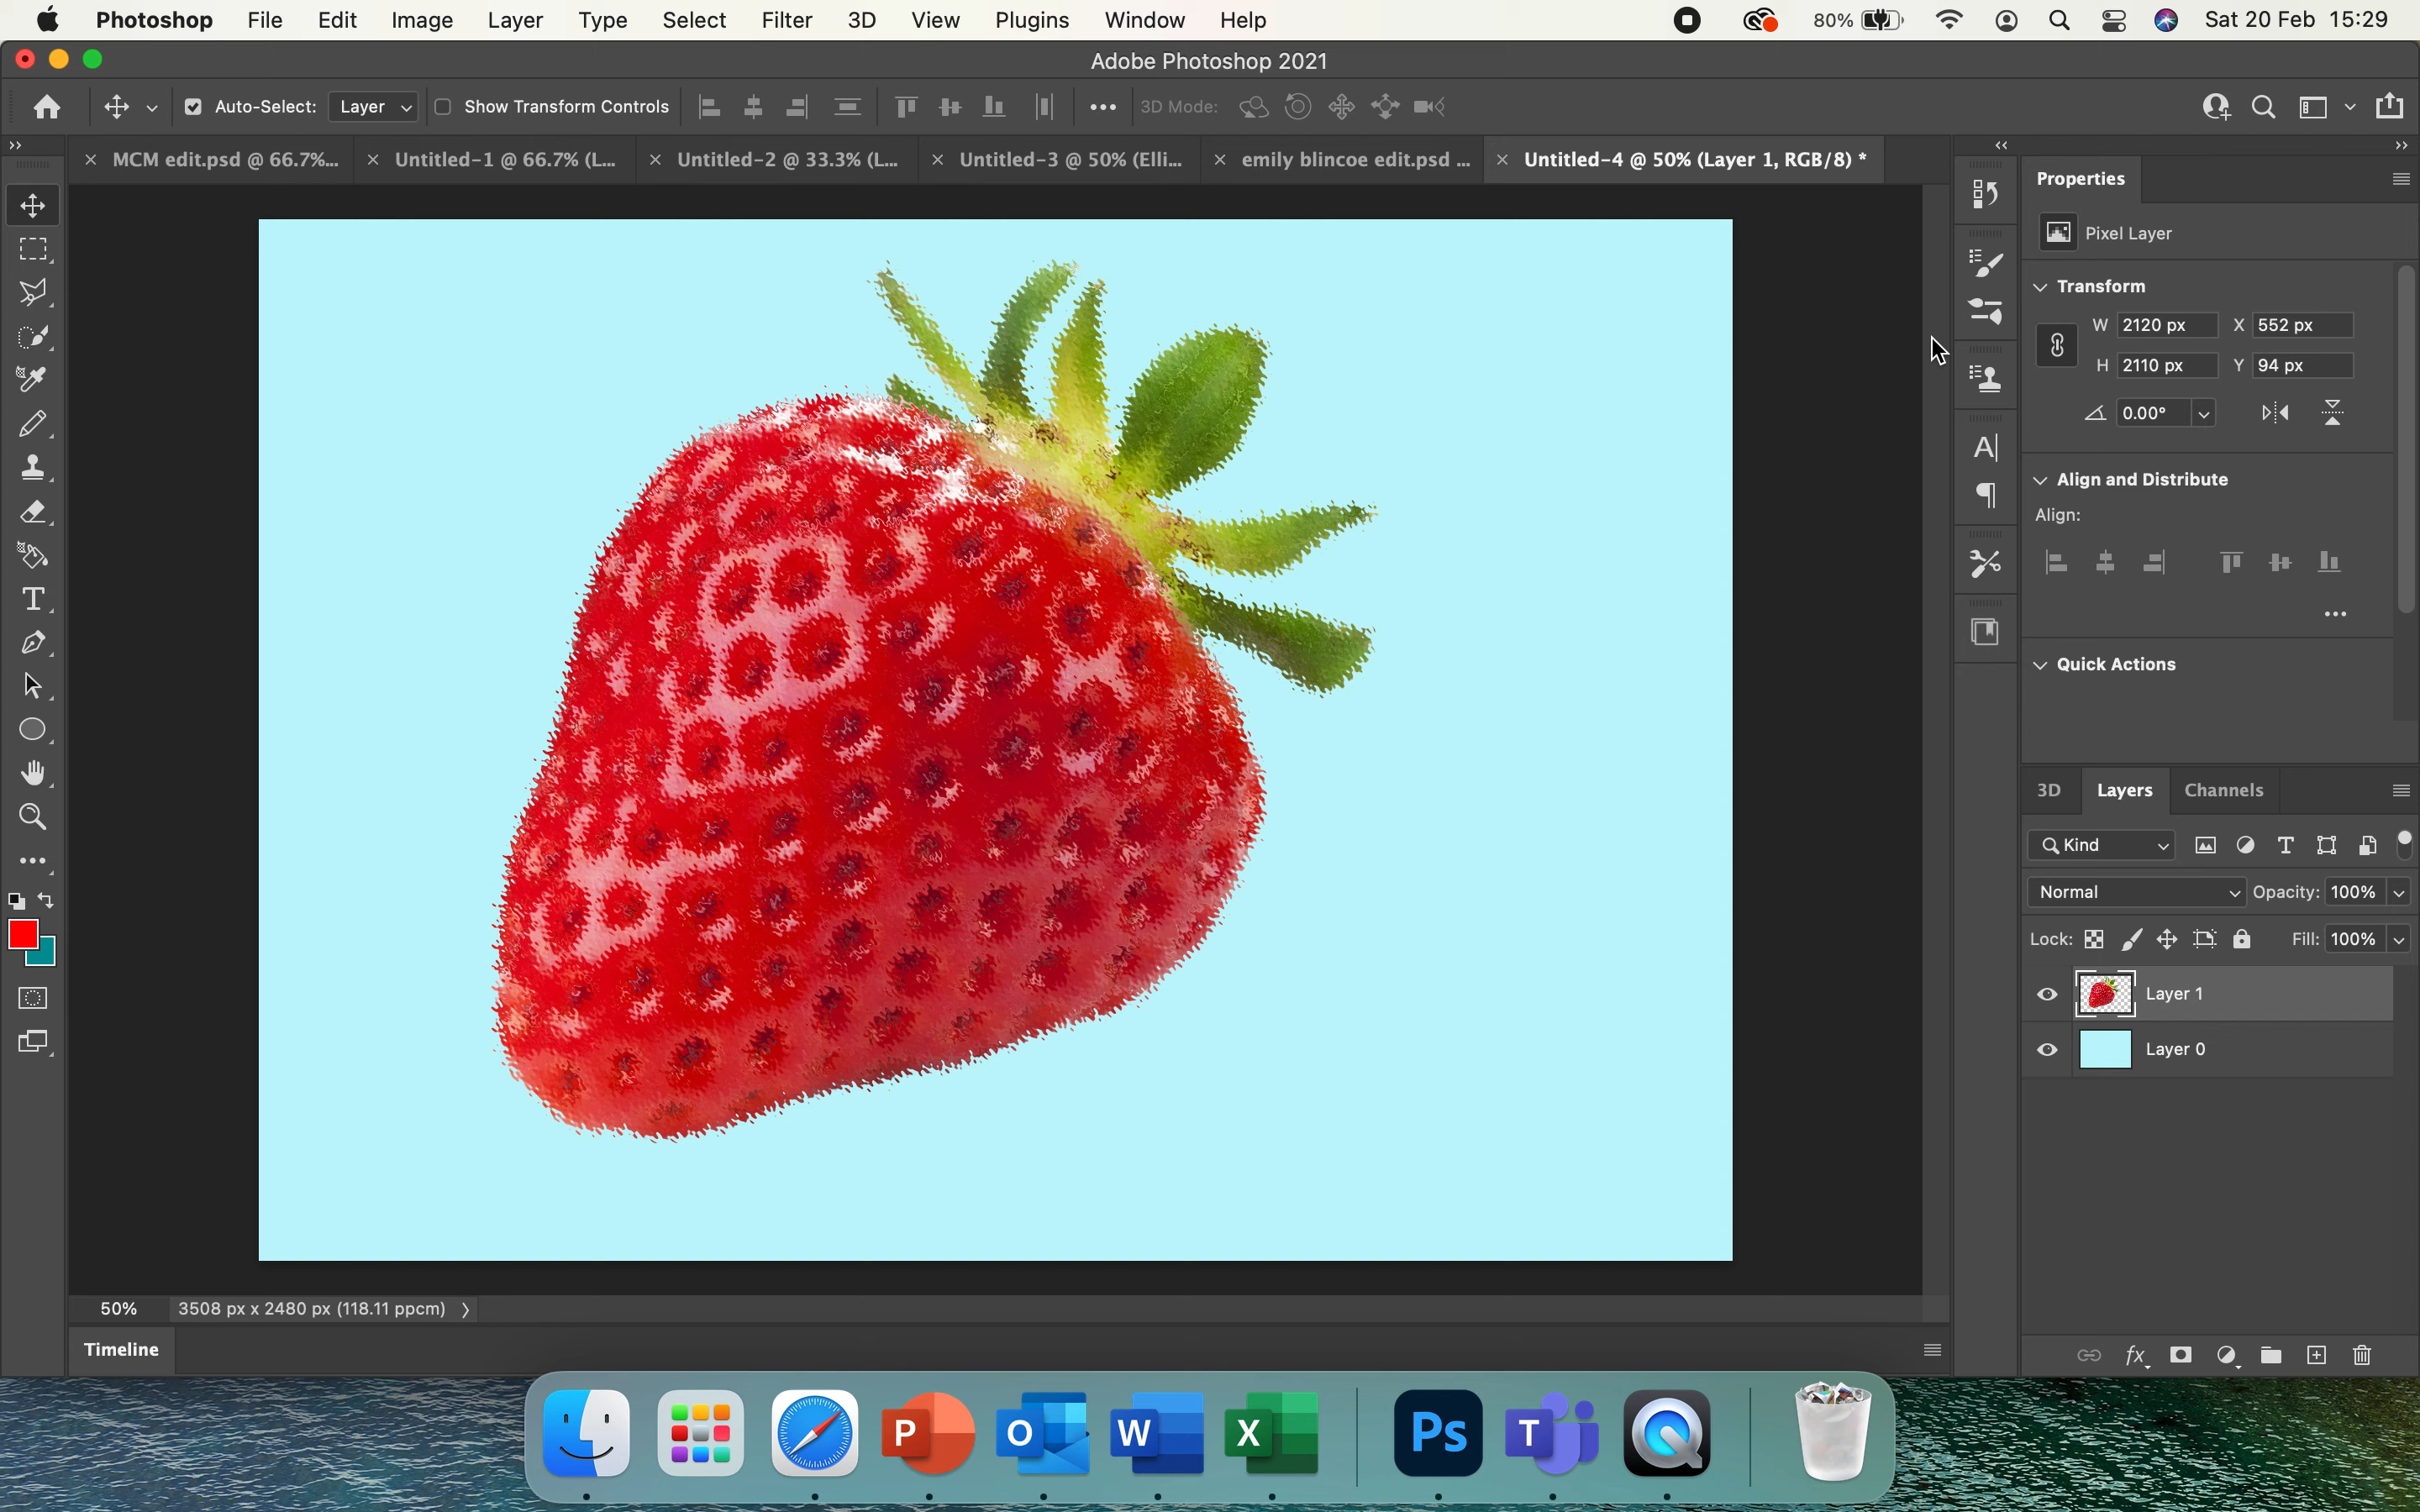 Photoshop File Edit Image Layer Type Select Filter 3D View Plugins Window Help 80% Sat 20 Feb 15:29
Adobe Photoshop 2021
Auto-Select: Layer Show Transform Controls 3D Mode:
MCM edit.psd @ 66.7%... Untitled-1 @ 66.7% (L... Untitled-2 @ 33.3% (L... Untitled-3 @ 50% (Elli... emily blincoe edit.psd ... Untitled-4 @ 50% (Layer 1, RGB/8) *
Properties
Pixel Layer
Transform
W 2120 px X 552 px
H 2110 px Y 94 px
0.00°
Align and Distribute
Align:
Quick Actions
3D Layers Channels
Kind
Normal Opacity: 100%
Lock: Fill: 100%
Layer 1
Layer 0
50% 3508 px x 2480 px (118.11 ppcm)
Timeline
P O W X Ps T